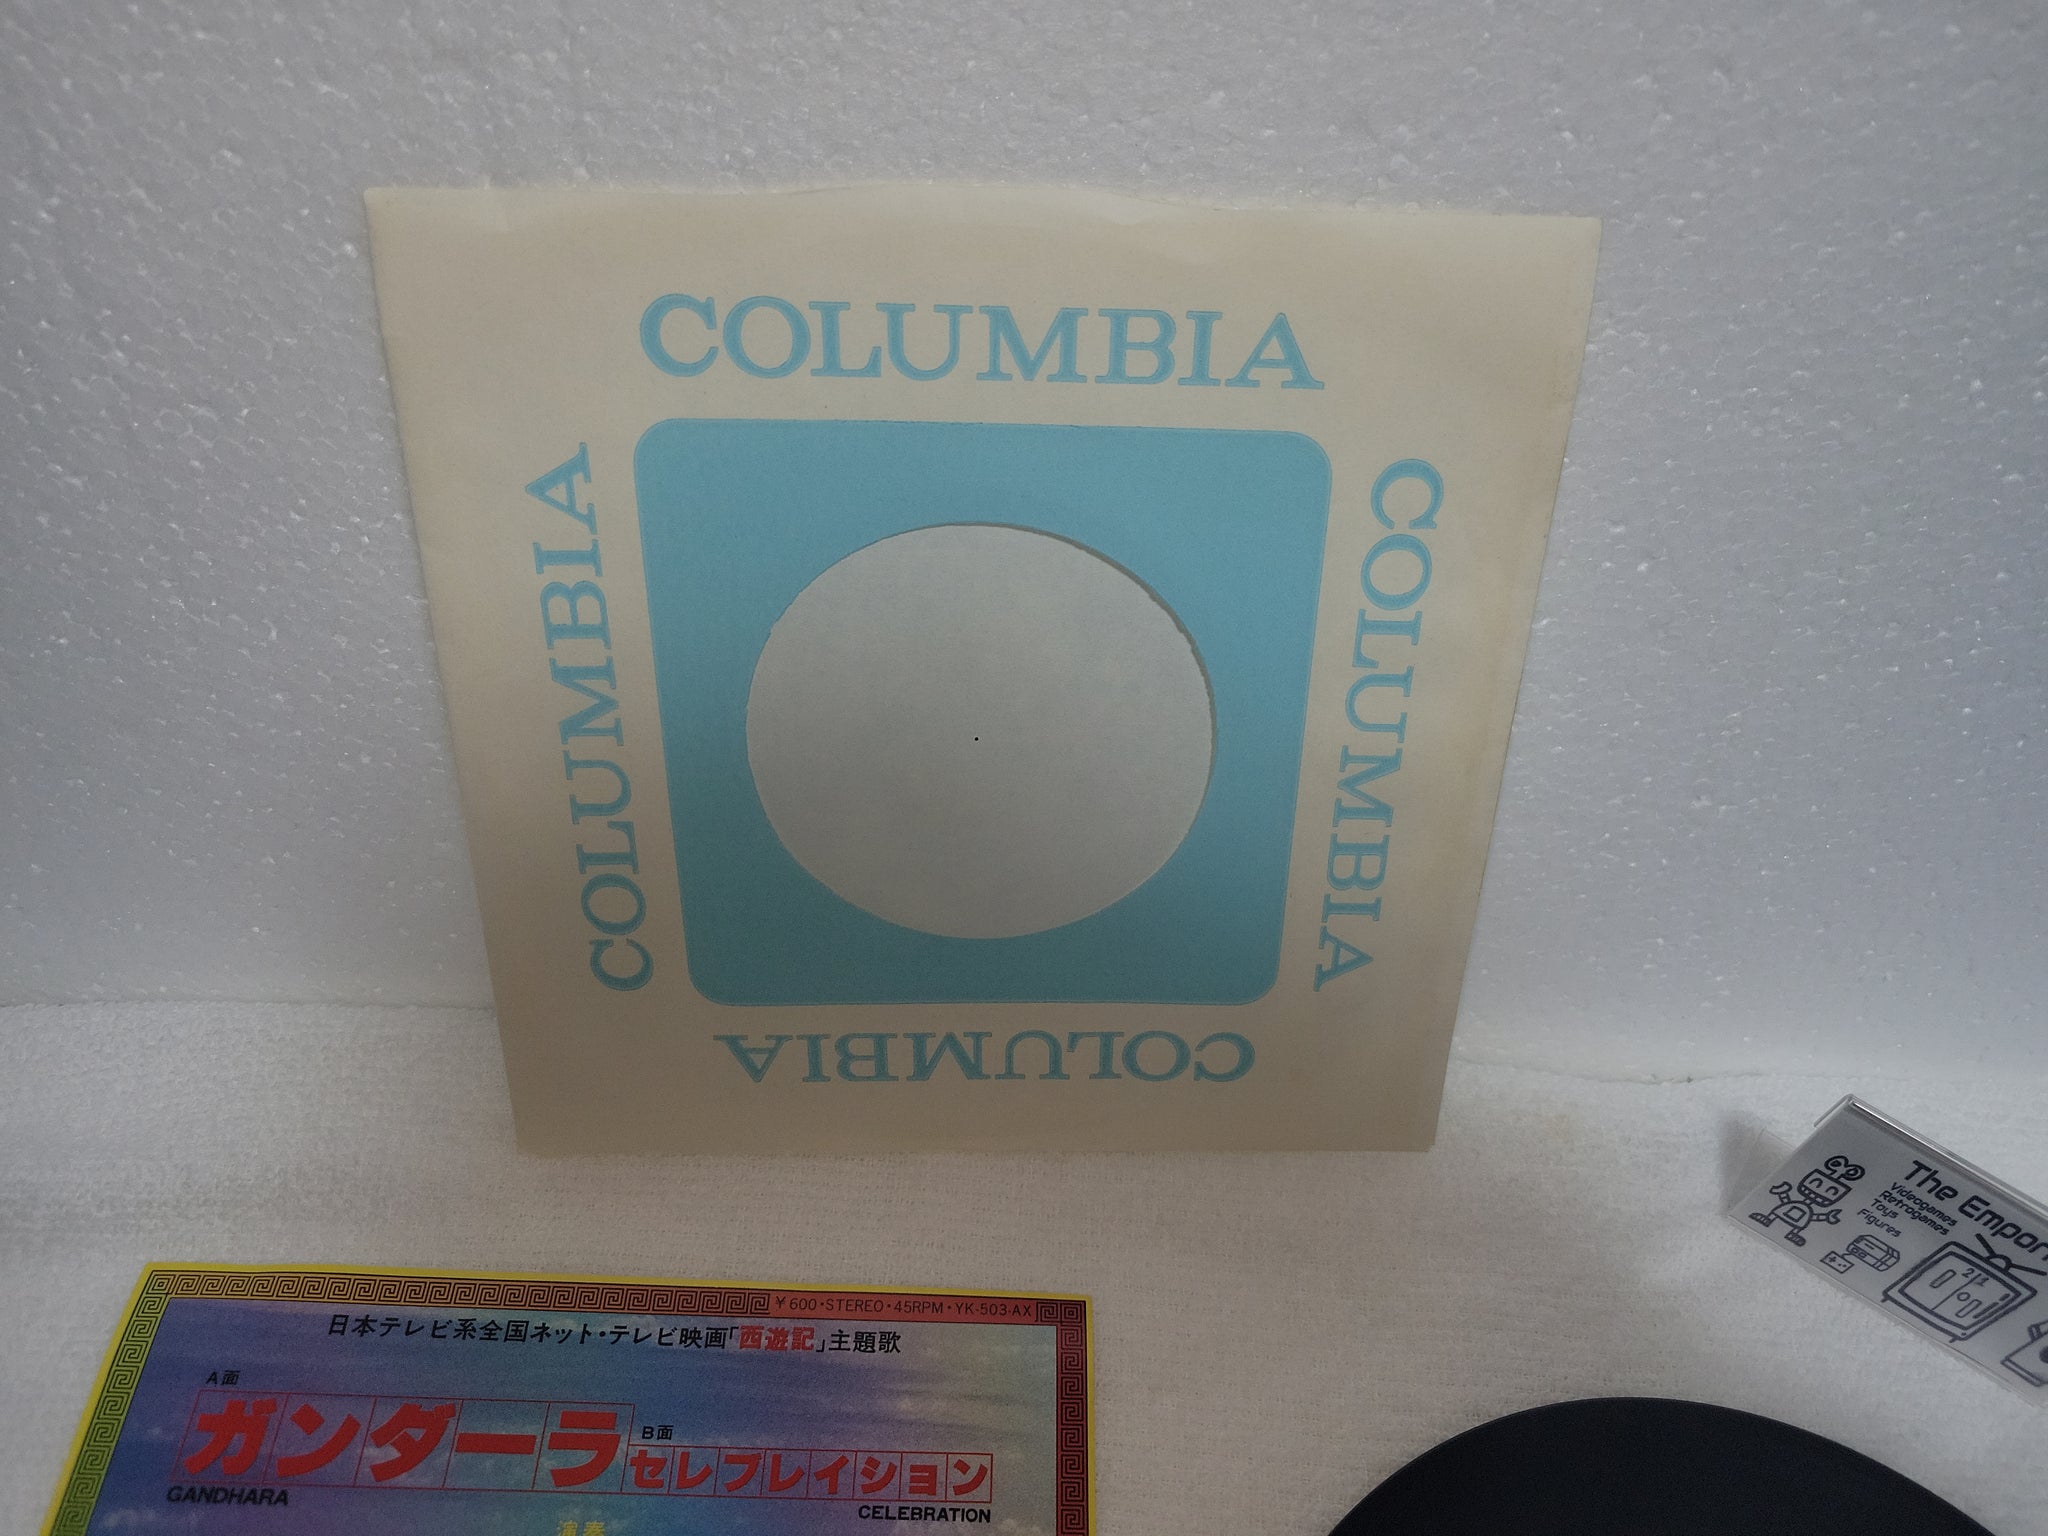 COLUMBIA
COLUMBIA
COLUMBIA
COLUMBIA
The
Videogames
Retrogames
Toys
Figures
¥600・STEREO・45RPM・YK-503-AX
日本テレビ系全国ネット・テレビ映画「西遊記」主題歌
A面
ガンダーラ
GANDHARA
B面
セレブレイション
CELEBRATION
演奏